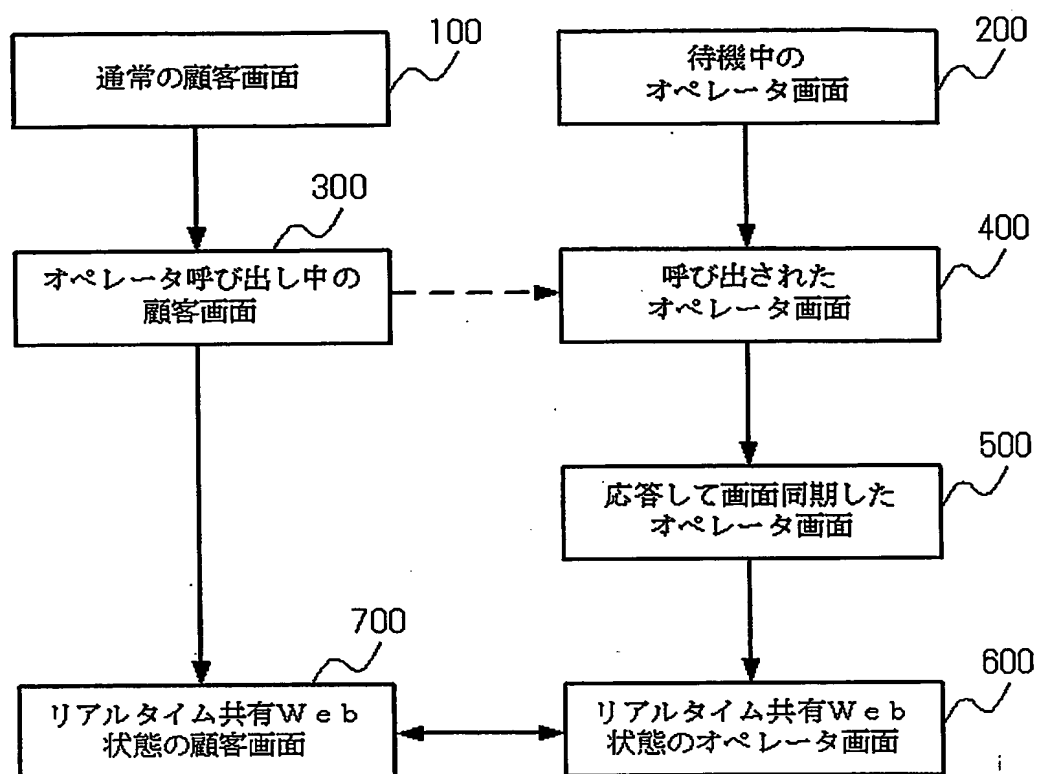 100
通常の顧客画面
200
待機中の
オペレータ画面
300
オペレータ呼び出し中の
顧客画面
400
呼び出された
オペレータ画面
500
応答して画面同期した
オペレータ画面
700
リアルタイム共有Ｗｅｂ
状態の顧客画面
600
リアルタイム共有Ｗｅｂ
状態のオペレータ画面